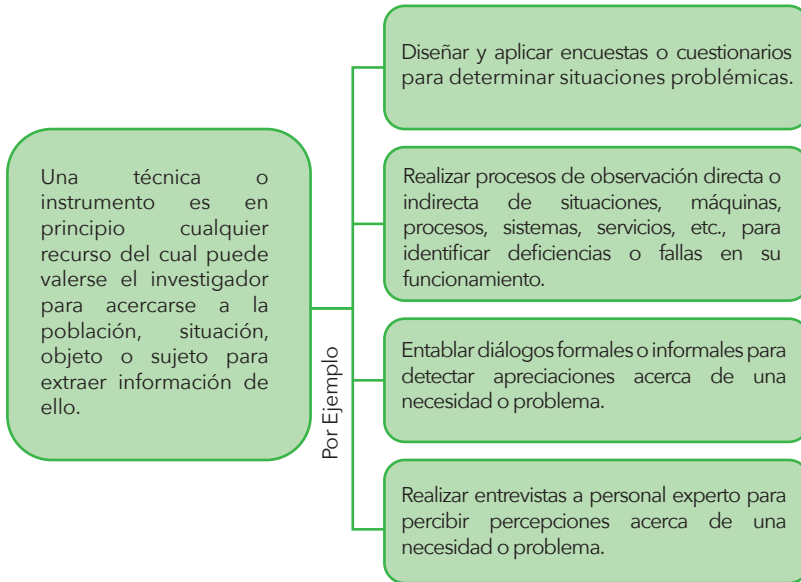 Una técnica o
instrumento es en
principio cualquier
recurso del cual puede
valerse el investigador
para acercarse a la
población, situación,
objeto o sujeto para
extraer información de
ello.
Por Ejemplo
Diseñar y aplicar encuestas o cuestionarios
para determinar situaciones problémicas.
Realizar procesos de observación directa o
indirecta de situaciones, máquinas,
procesos, sistemas, servicios, etc., para
identificar deficiencias o fallas en su
funcionamiento.
Entablar diálogos formales o informales para
detectar apreciaciones acerca de una
necesidad o problema.
Realizar entrevistas a personal experto para
percibir percepciones acerca de una
necesidad o problema.